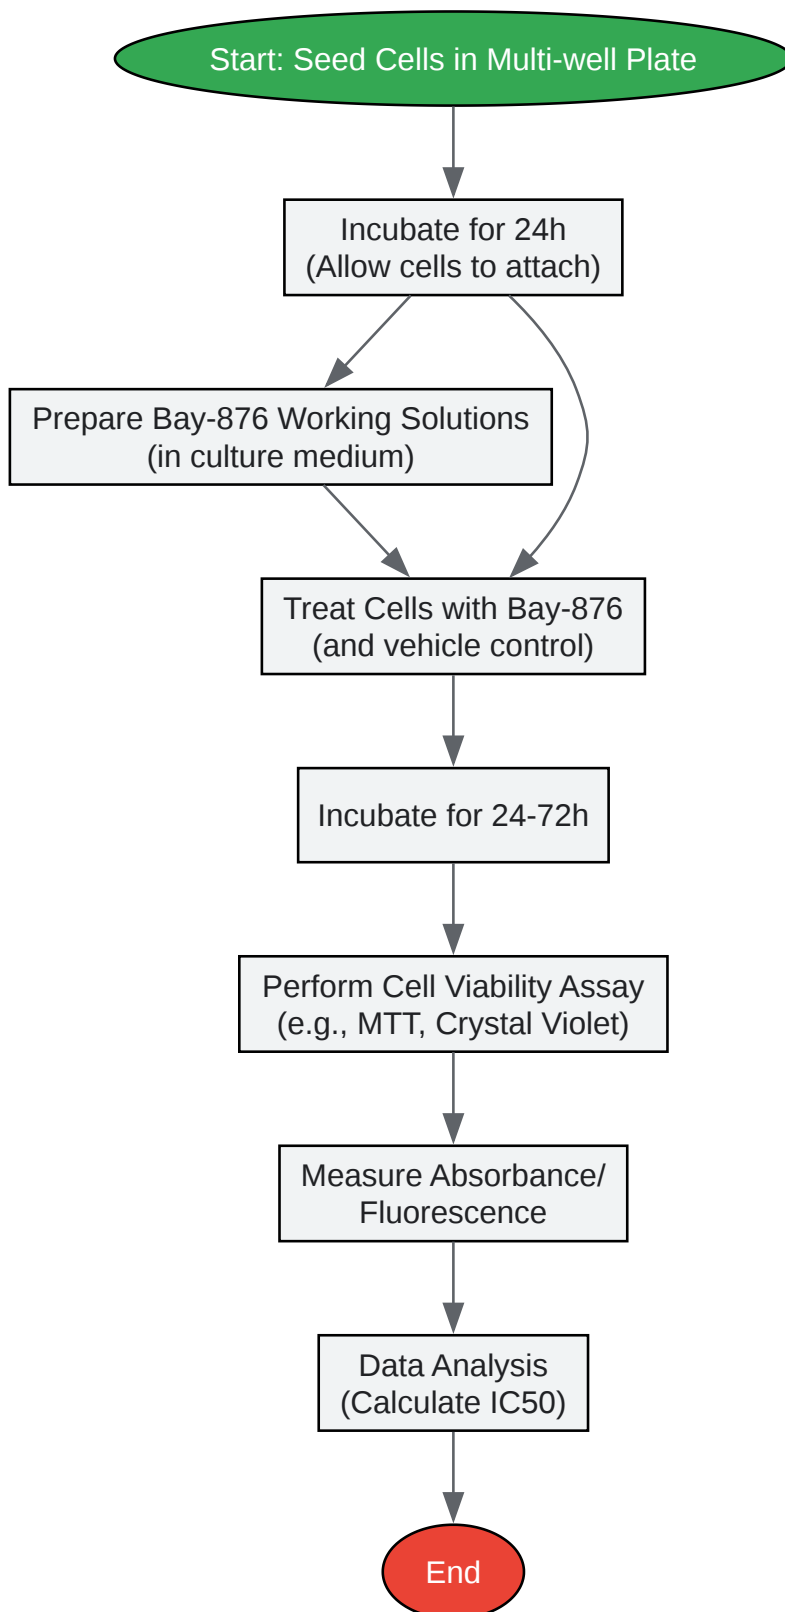 Start: Seed Cells in Multi-well Plate
Incubate for 24h
(Allow cells to attach)
Prepare Bay-876 Working Solutions
(in culture medium)
Treat Cells with Bay-876
(and vehicle control)
Incubate for 24-72h
Perform Cell Viability Assay
(e.g., MTT, Crystal Violet)
Measure Absorbance/
Fluorescence
Data Analysis
(Calculate IC50)
End